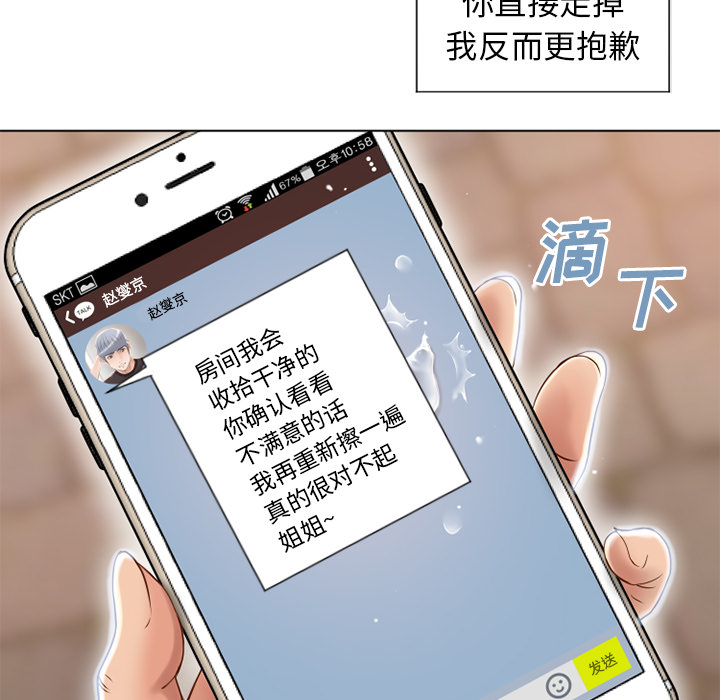 你直接走掉
我反而更抱歉
SKT
67% 오후10:58
TALK 赵燮京
赵燮京
房间我会
收拾干净的
你确认看看
不满意的话
我再重新擦一遍
真的很对不起
姐姐~
滴下
发送